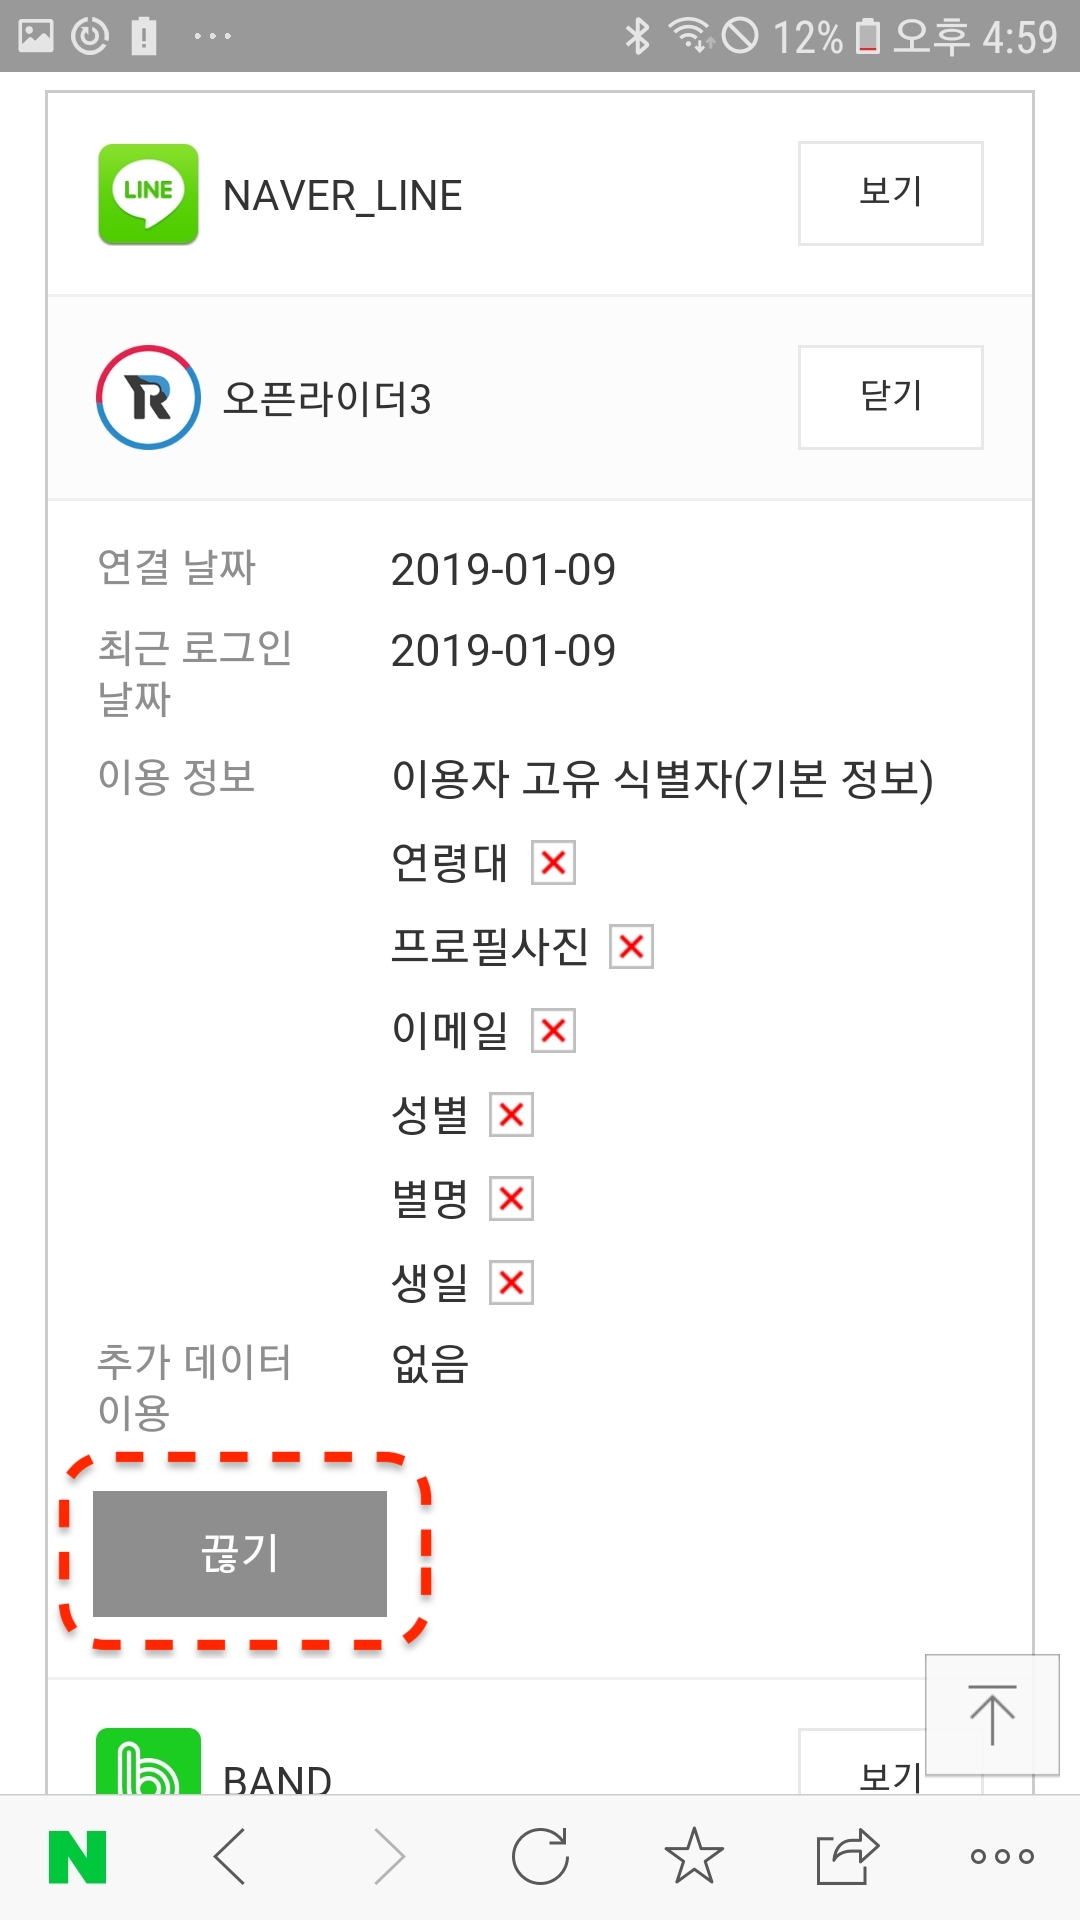 12% 오후 4:59
LINE NAVER_LINE 보기
R 오픈라이더3 닫기
연결 날짜 2019-01-09
최근 로그인 2019-01-09
날짜
이용 정보 이용자 고유 식별자(기본 정보)
연령대
프로필사진
이메일
성별
별명
생일
추가 데이터 없음
이용
끊기
BAND 보기
N